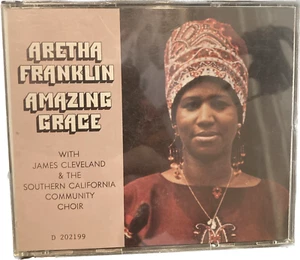 ARETHA
FRANKLIN
AMAZING
GRACE
WITH
JAMES CLEVELAND
& THE
SOUTHERN CALIFORNIA
COMMUNITY
CHOIR
D 202199